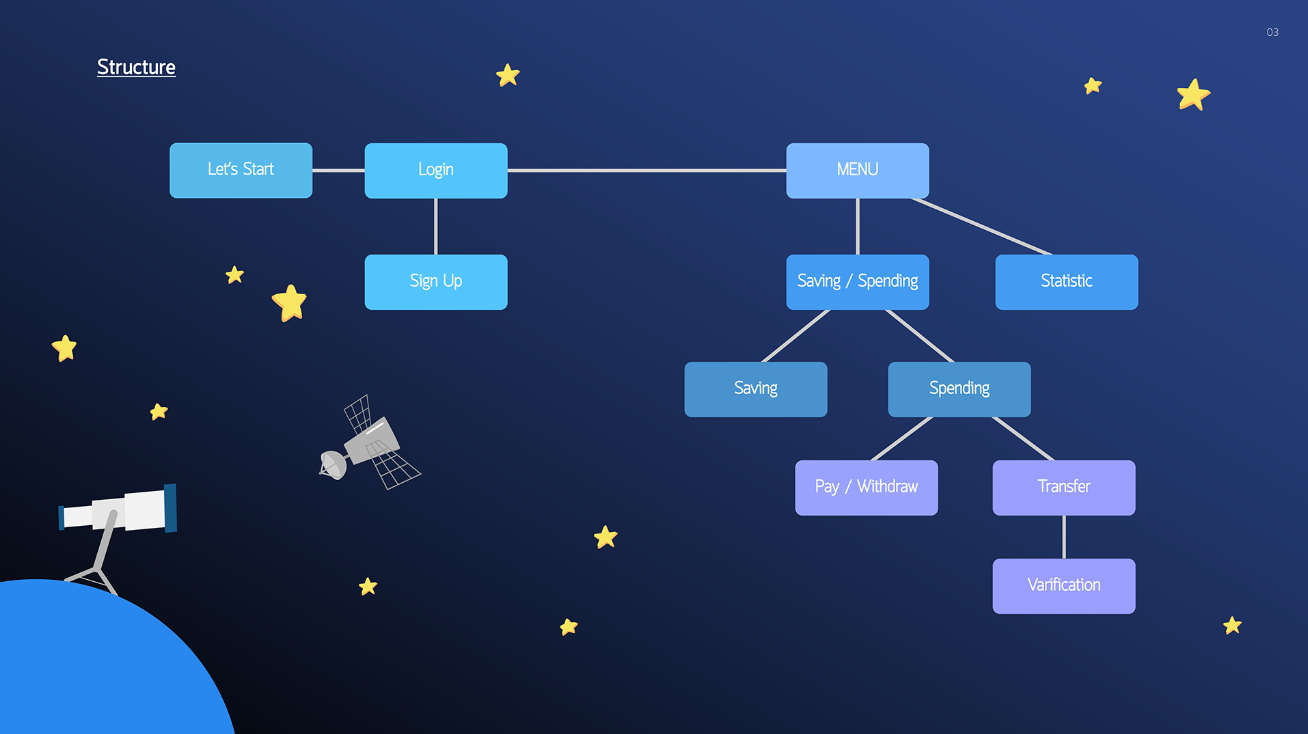 03
Structure
Let's Start
Login
MENU
Sign Up
Saving / Spending
Statistic
Saving
Spending
Pay / Withdraw
Transfer
Varification